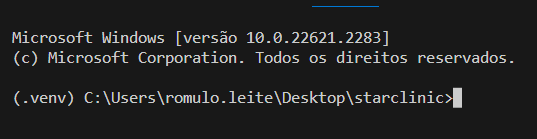 Microsoft Windows [versão 10.0.22621.2283]
(c) Microsoft Corporation. Todos os direitos reservados.
(.venv) C:\Users\romulo.leite\Desktop\starclinic>